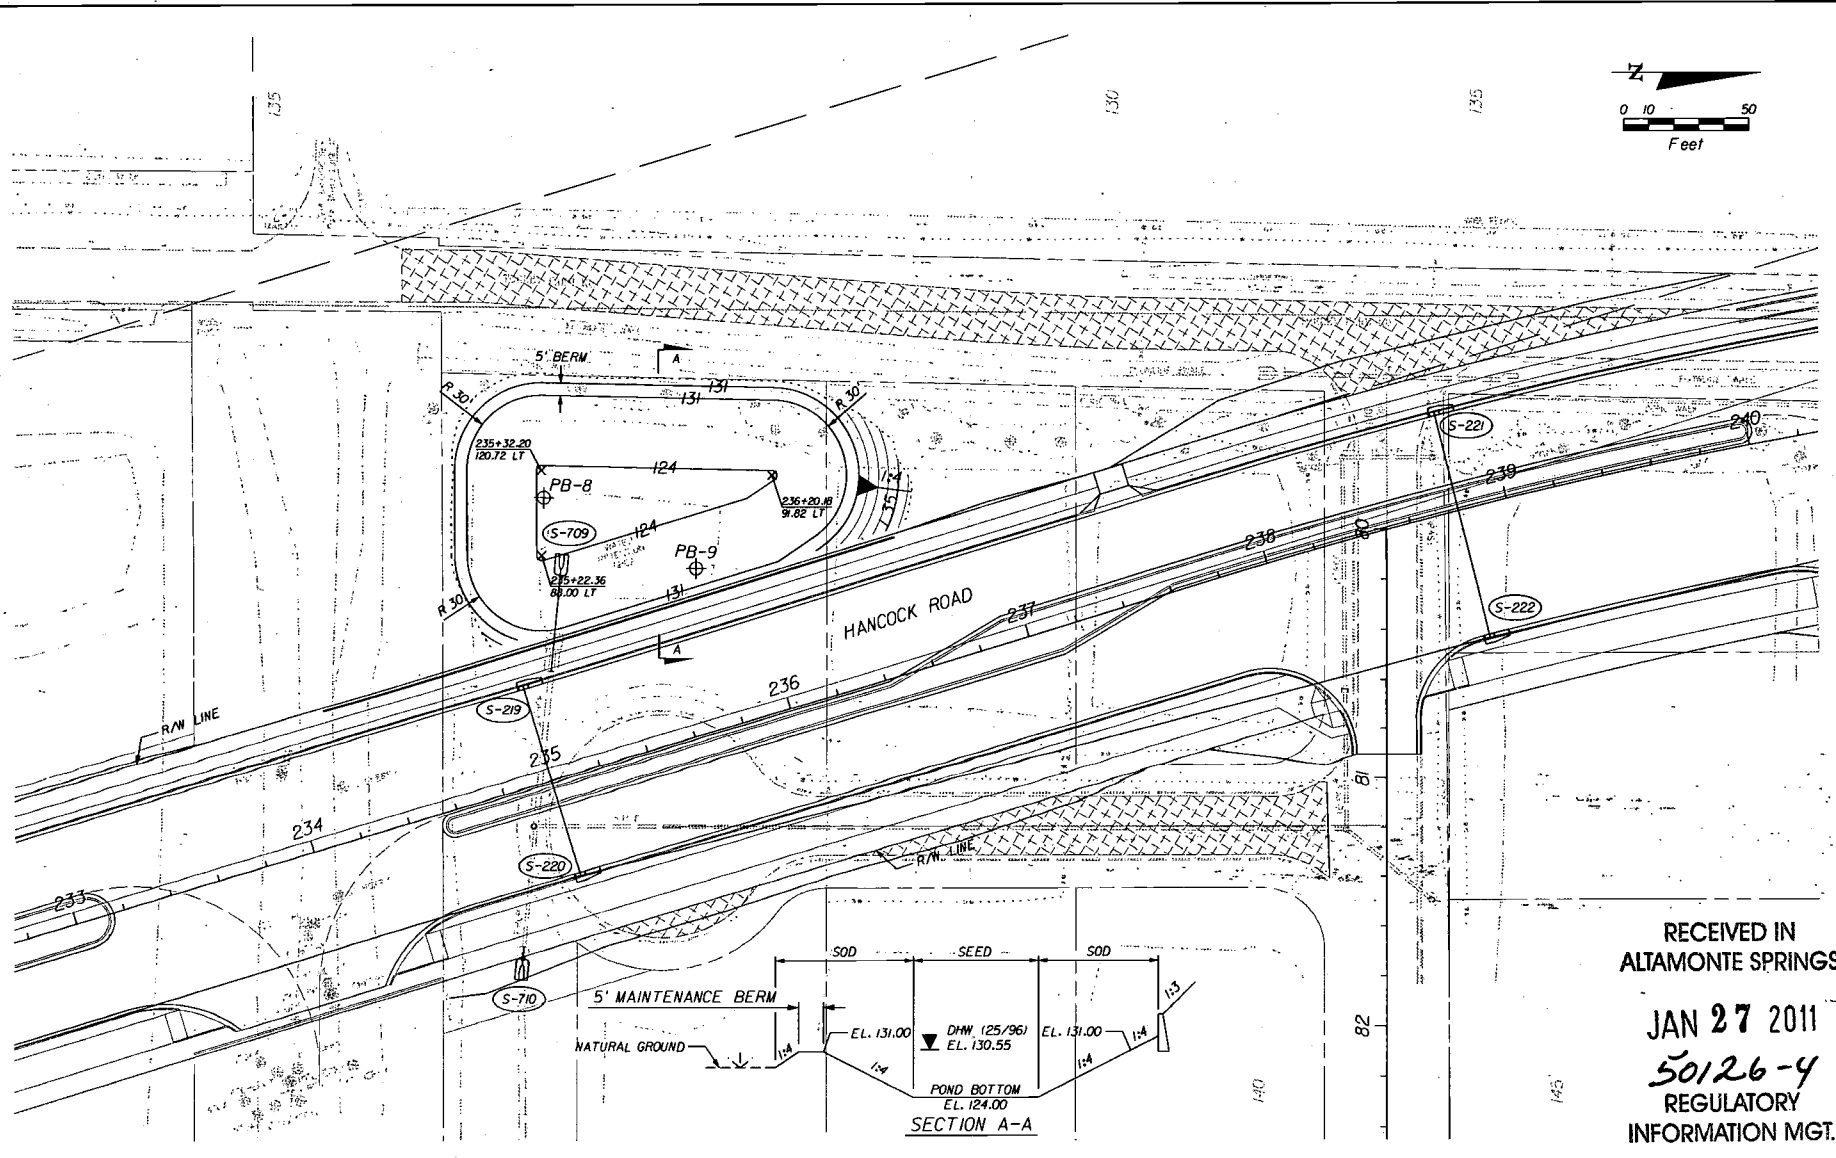 135
130
135
Z
0 10 50
Feet
5' BERM
A
131
131
R 30'
R 30'
235+32.20
120.72 LT
124
PB-8
236+20.18
91.82 LT
1:4
135
S-709
124
PB-9
235+22.36
88.00 LT
131
R 30'
A
HANCOCK ROAD
S-221
240
239
238
80
237
S-222
236
S-219
R/W LINE
235
81
234
S-220
R/W LINE
233
S-710
SOD
SEED
SOD
5' MAINTENANCE BERM
1:3
EL. 131.00
DHW (25/96)
EL. 130.55
EL. 131.00
1:4
NATURAL GROUND
1:4
1:4
1:4
POND BOTTOM
EL. 124.00
SECTION A-A
82
140
145
RECEIVED IN
ALTAMONTE SPRINGS
JAN 27 2011
50126-4
REGULATORY
INFORMATION MGT.